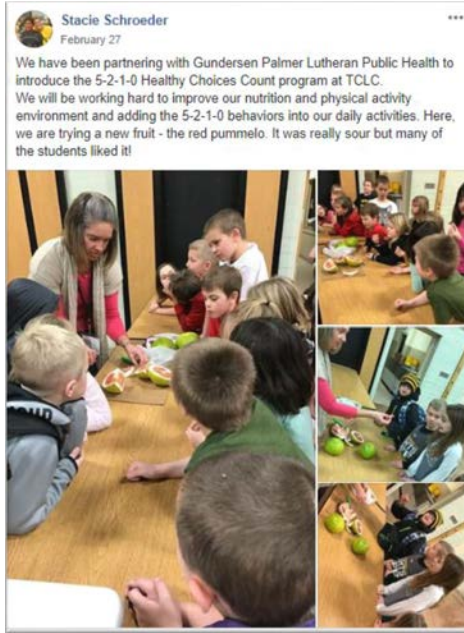 Stacie Schroeder
February 27
We have been partnering with Gundersen Palmer Lutheran Public Health to
introduce the 5-2-1-0 Healthy Choices Count program at TCLC.
We will be working hard to improve our nutrition and physical activity
environment and adding the 5-2-1-0 behaviors into our daily activities. Here,
we are trying a new fruit - the red pummelo. It was really sour but many of
the students liked it!